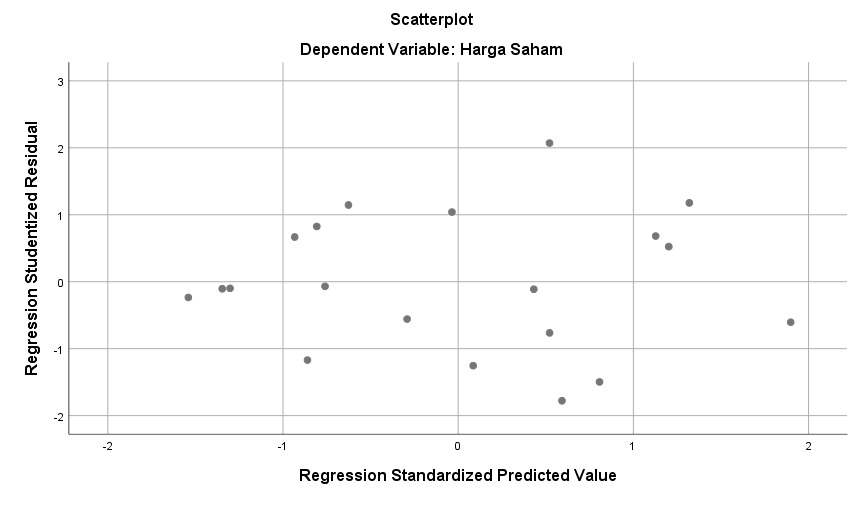 Scatterplot
Dependent Variable: Harga Saham
Regression Studentized Residual
3
2
1
0
-1
-2
-2
-1
0
1
2
Regression Standardized Predicted Value